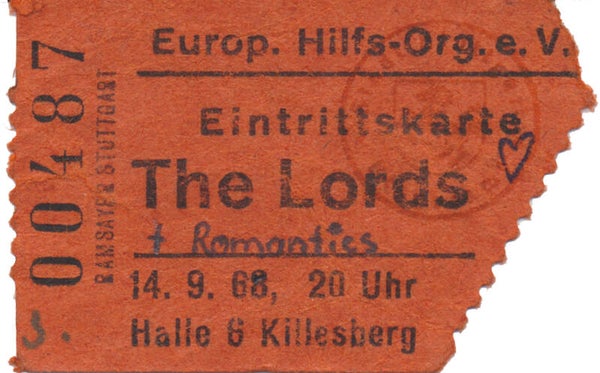 Europ. Hilfs-Org. e. V.
Eintrittskarte
The Lords
+ Romantics
14. 9. 68, 20 Uhr
Halle 6 Killesberg
00487
RAMSAYER STUTTGART